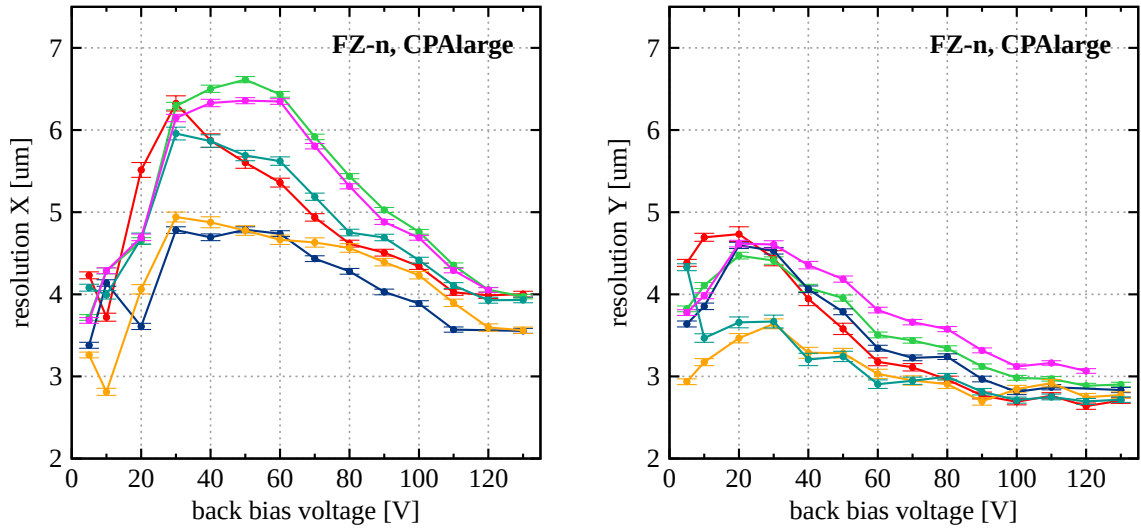 FZ-n, CPAlarge
7
6
5
4
3
2
0 20 40 60 80 100 120
resolution X [um]
back bias voltage [V]
FZ-n, CPAlarge
7
6
5
4
3
2
0 20 40 60 80 100 120
resolution Y [um]
back bias voltage [V]